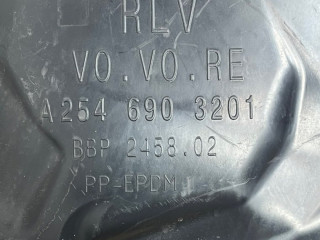 RLV
VO.VO.RE
A254 690 3201
BBP 2458.02
PP-EPDM